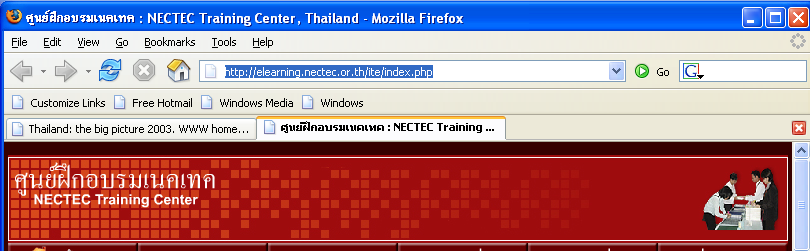 ศูนย์ฝึกอบรมเนคเทค : NECTEC Training Center, Thailand - Mozilla Firefox
File Edit View Go Bookmarks Tools Help
http://elearning.nectec.or.th/ite/index.php Go G
Customize Links Free Hotmail Windows Media Windows
Thailand: the big picture 2003. WWW home... ศูนย์ฝึกอบรมเนคเทค : NECTEC Training ...
ศูนย์ฝึกอบรมเนคเทค
NECTEC Training Center